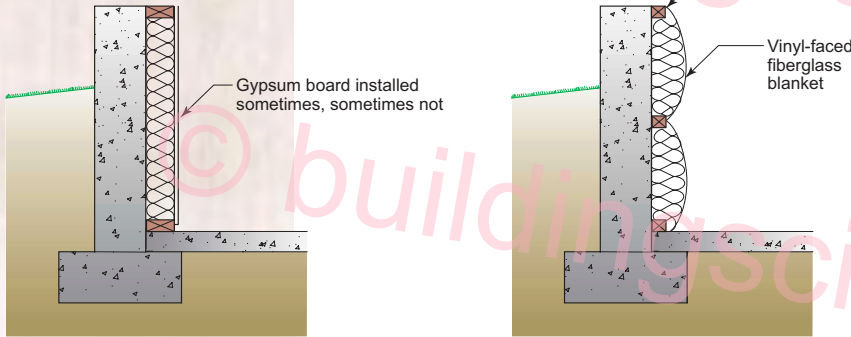 Gypsum board installed
sometimes, sometimes not
Vinyl-faced
fiberglass
blanket
© buildingsci